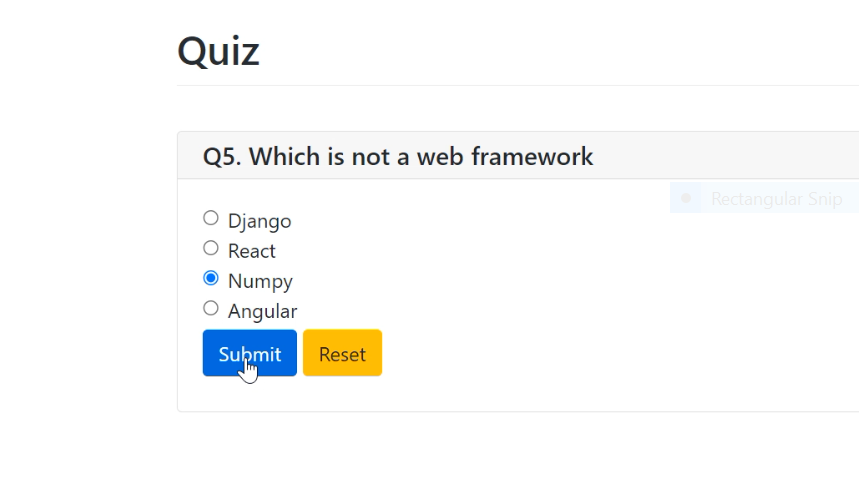 Quiz
Q5. Which is not a web framework
Rectangular Snip
Django
React
Numpy
Angular
Submit Reset